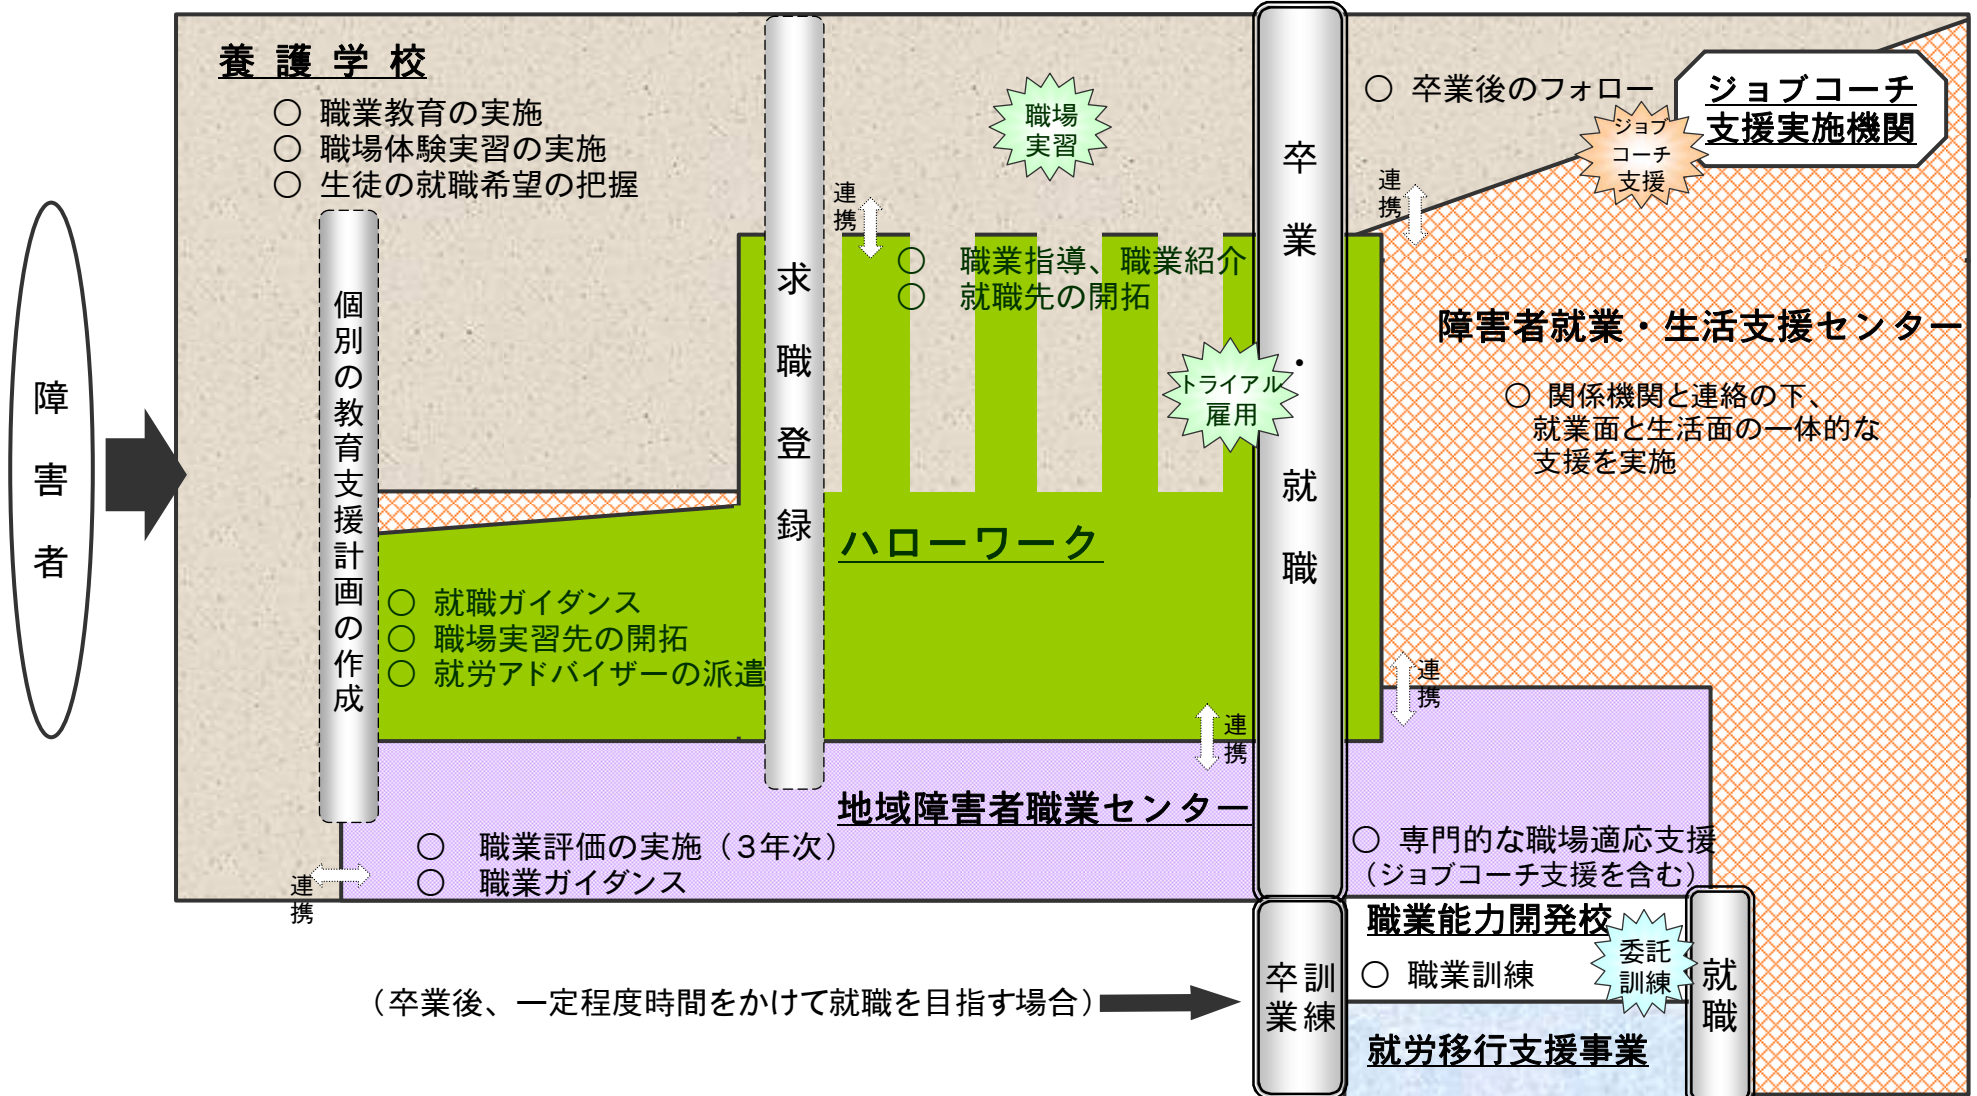 障害者
養護学校
○ 職業教育の実施
○ 職場体験実習の実施
○ 生徒の就職希望の把握
個別の教育支援計画の作成
求職登録
職場
実習
連携
○ 職業指導、職業紹介
○ 就職先の開拓
トライアル
雇用
ハローワーク
○ 就職ガイダンス
○ 職場実習先の開拓
○ 就労アドバイザーの派遣
連携
地域障害者職業センター
○ 職業評価の実施（３年次）
○ 職業ガイダンス
連携
卒業・就職
○ 卒業後のフォロー
ジョブコーチ
支援実施機関
ジョブ
コーチ
支援
連携
障害者就業・生活支援センター
○ 関係機関と連絡の下、
就業面と生活面の一体的な
支援を実施
連携
○ 専門的な職場適応支援
（ジョブコーチ支援を含む）
職業能力開発校
○ 職業訓練
委託
訓練
就労移行支援事業
就職
（卒業後、一定程度時間をかけて就職を目指す場合）
訓練
卒業